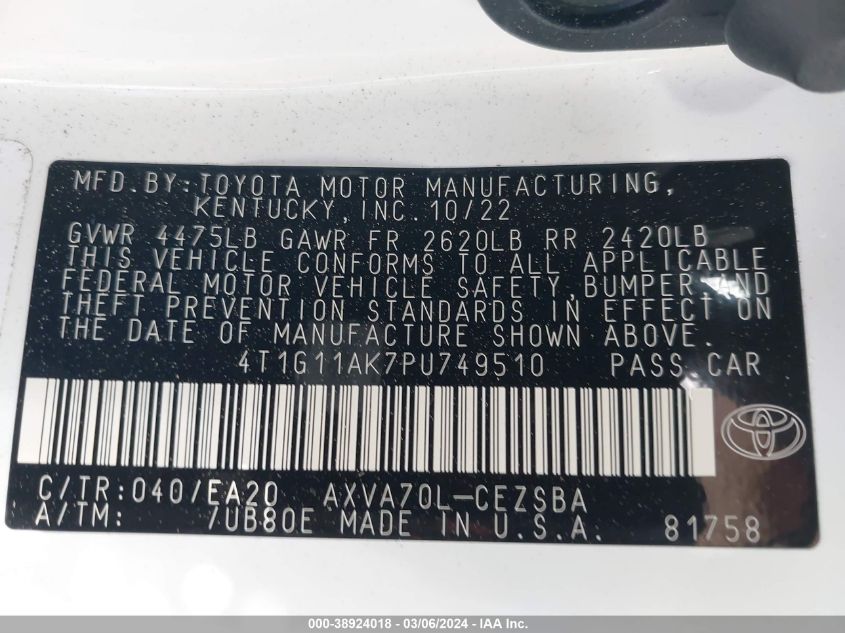 MFD.BY:TOYOTA MOTOR MANUFACTURING,
KENTUCKY,INC.10/22
GVWR 4475LB GAWR FR 2620LB RR 2420LB
THIS VEHICLE CONFORMS TO ALL APPLICABLE
FEDERAL MOTOR VEHICLE SAFETY,BUMPER AND
THEFT PREVENTION STANDARDS IN EFFECT ON
THE DATE OF MANUFACTURE SHOWN ABOVE.
4T1G11AK7PU749510 PASS.CAR
C/TR:040/EA20 AXVA70L-CEZSBA
A/TM: 7UB80E MADE IN U.S.A. 81758
000-38924018 - 03/06/2024 - IAA Inc.